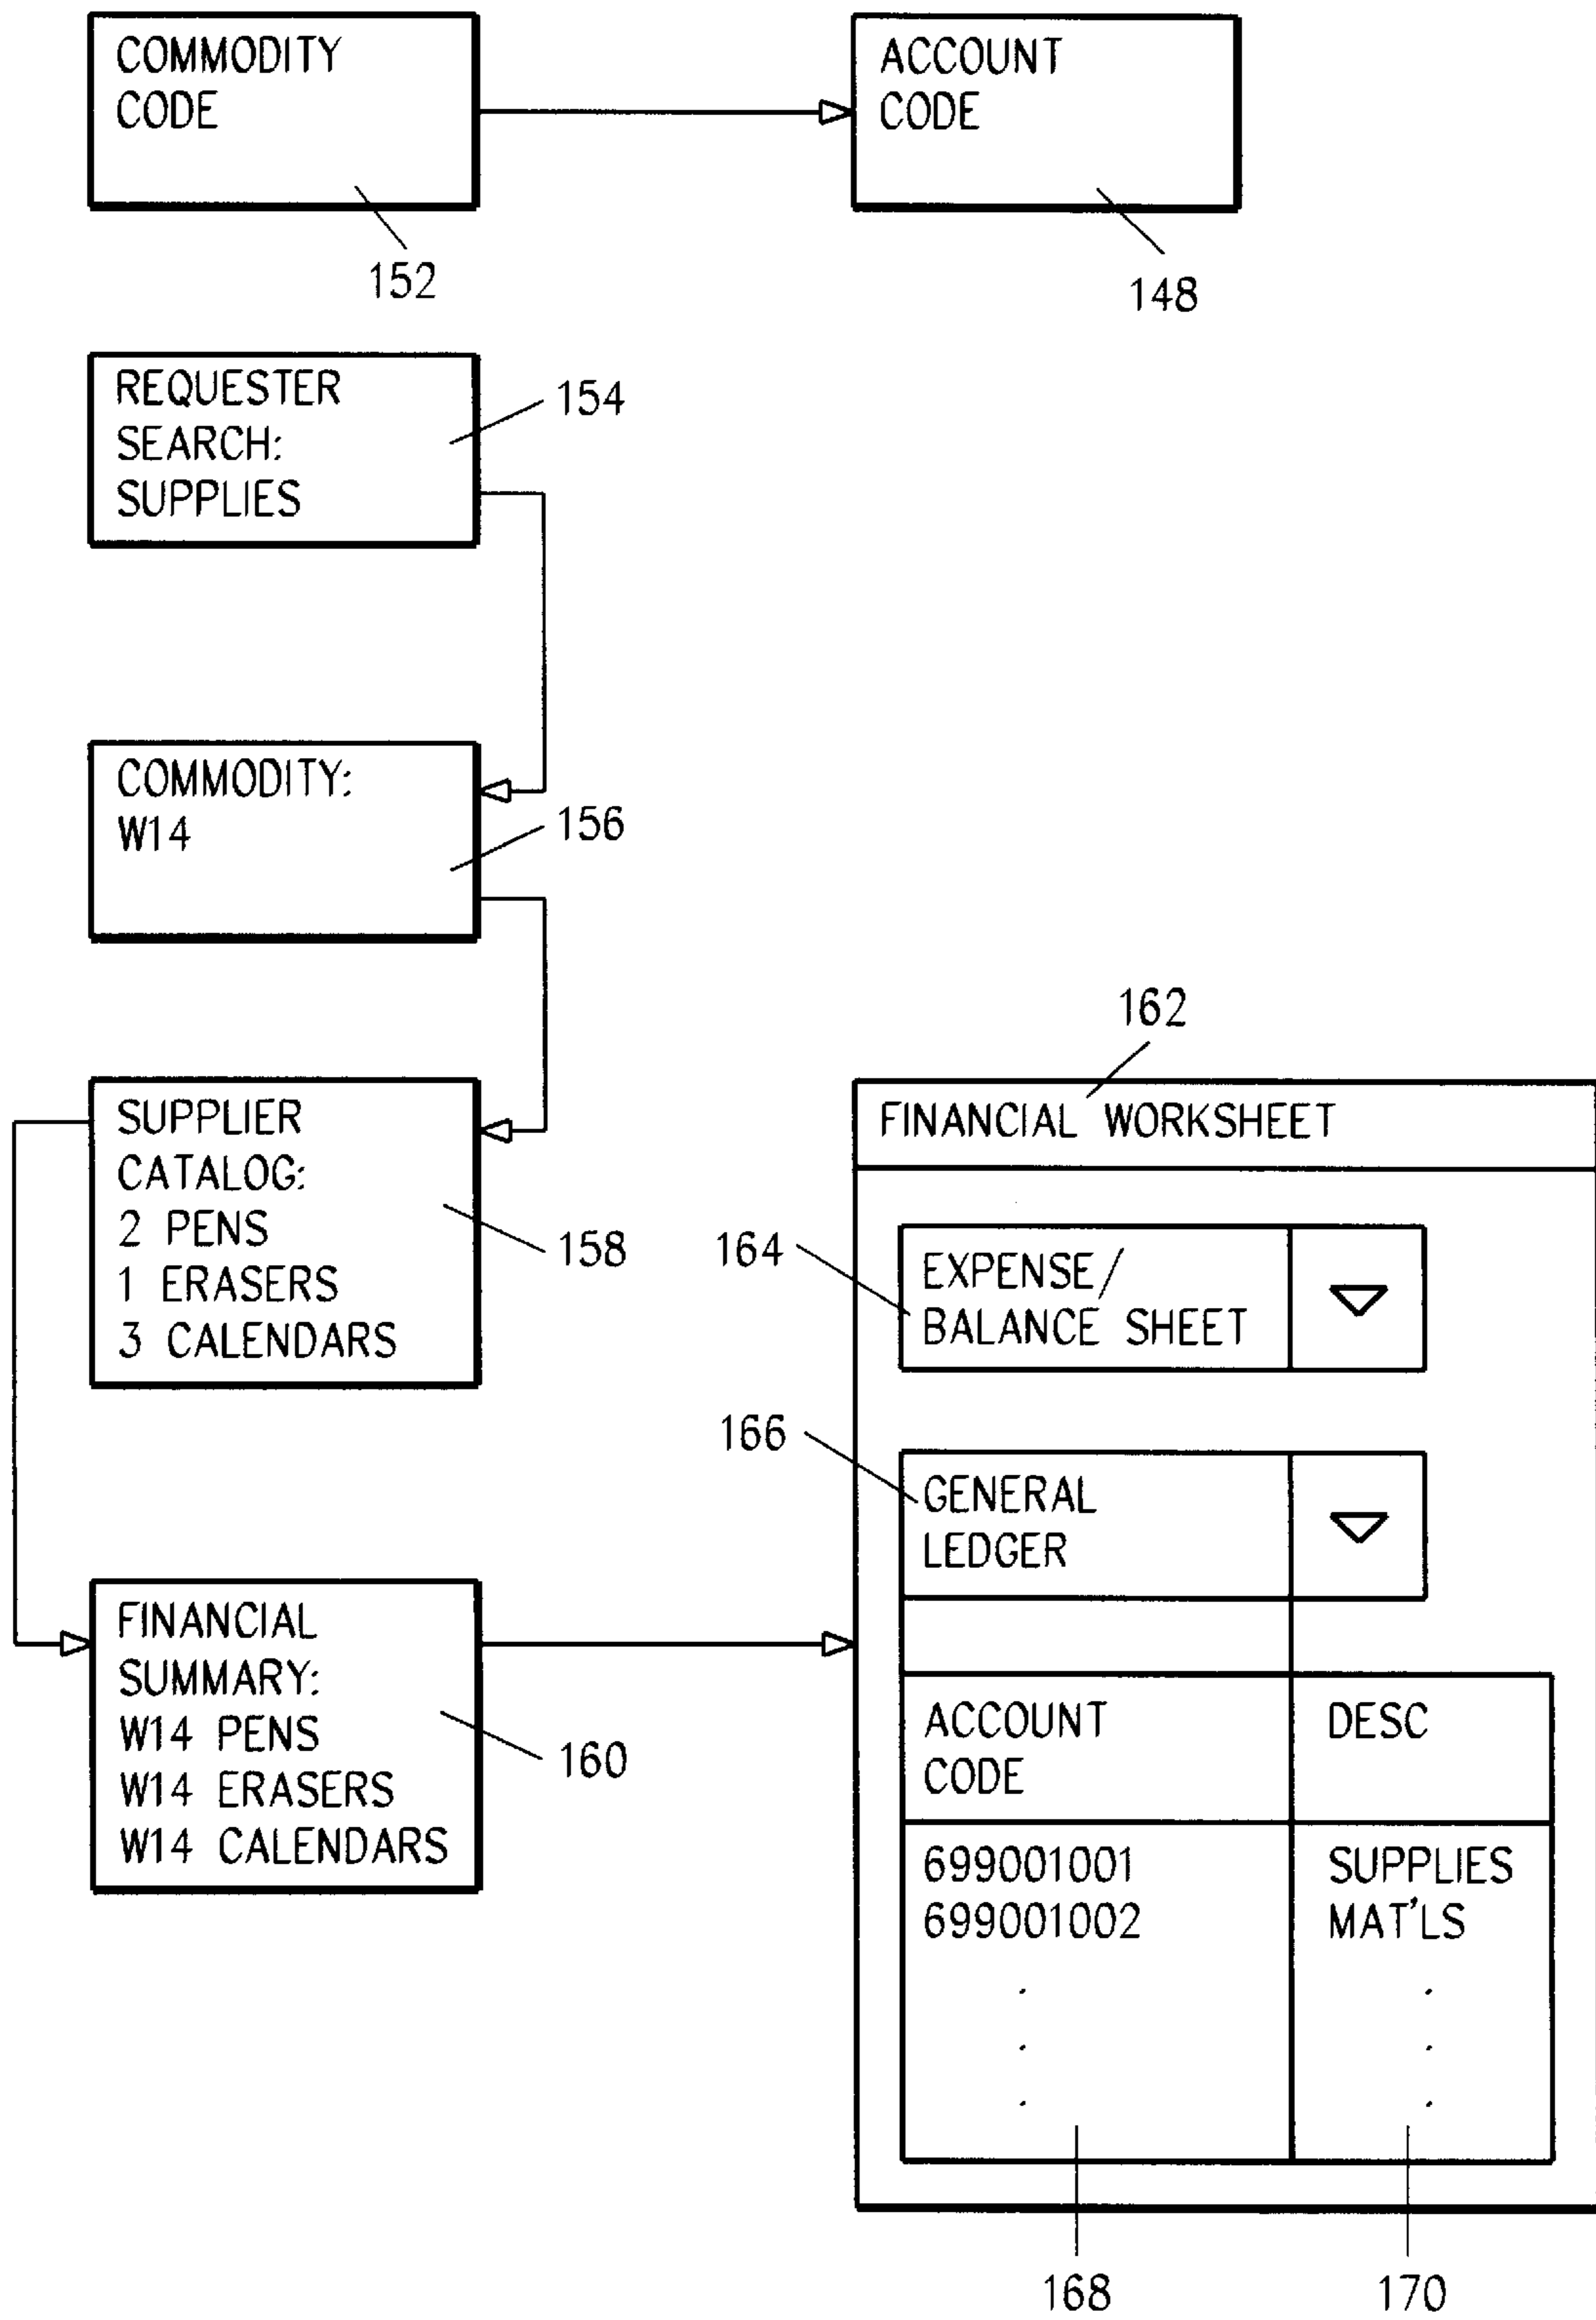 COMMODITY
CODE
152
ACCOUNT
CODE
148
REQUESTER
SEARCH:
SUPPLIES
154
COMMODITY:
W14
156
SUPPLIER
CATALOG:
2 PENS
1 ERASERS
3 CALENDARS
158
FINANCIAL
SUMMARY:
W14 PENS
W14 ERASERS
W14 CALENDARS
160
162
FINANCIAL WORKSHEET
164
EXPENSE/
BALANCE SHEET
166
GENERAL
LEDGER
ACCOUNT
CODE
DESC
699001001 SUPPLIES
699001002 MAT'LS
168
170